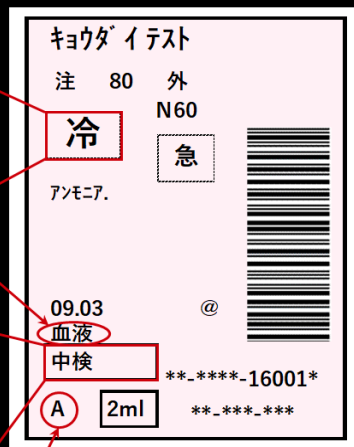 ｷｮｳﾀﾞｲﾃｽﾄ
注 80 外
N60
冷
急
ｱﾝﾓﾆｱ.
09.03 @
血液
中検
**-****-16001*
A 2ml **-***-***